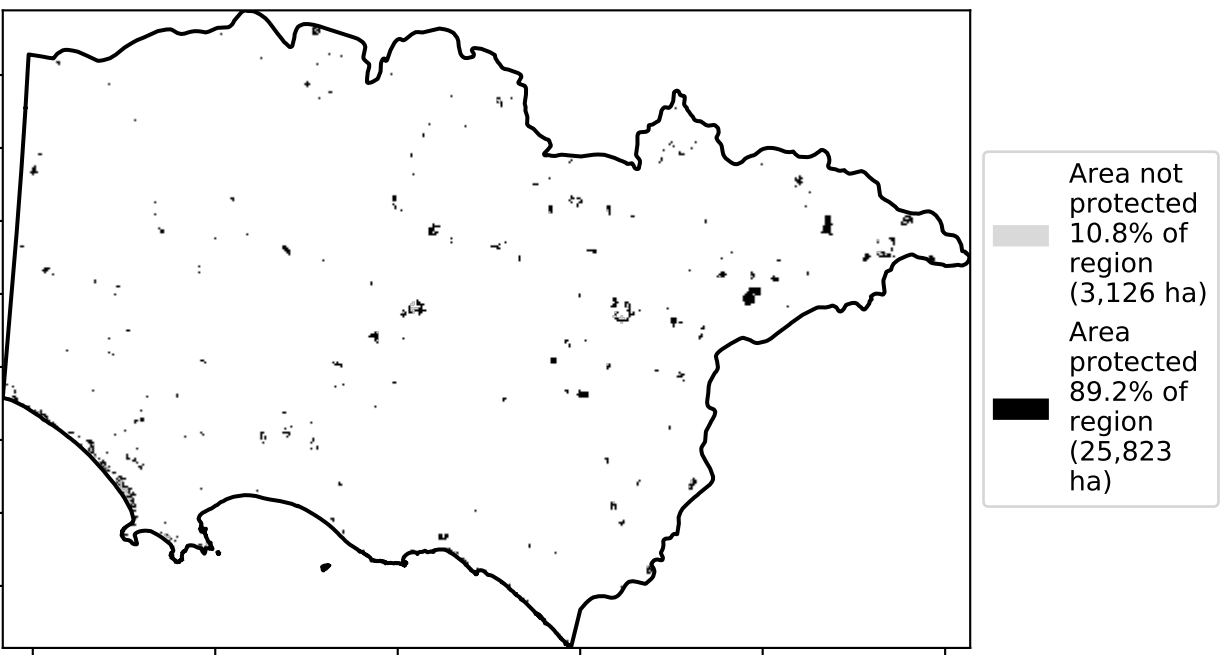 Area not
protected
10.8% of
region
(3,126 ha)
Area
protected
89.2% of
region
(25,823
ha)